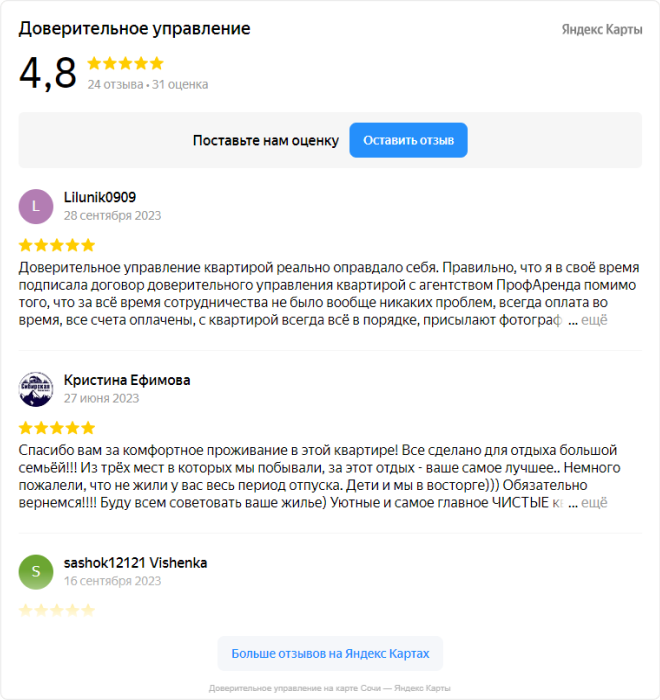 Доверительное управление
Яндекс Карты
4,8
24 отзыва • 31 оценка
Поставьте нам оценку
Оставить отзыв
L
Lilunik0909
28 сентября 2023
Доверительное управление квартирой реально оправдало себя. Правильно, что я в своё время
подписала договор доверительного управления квартирой с агентством ПрофАренда помимо
того, что за всё время сотрудничества не было вообще никаких проблем, всегда оплата во
время, все счета оплачены, с квартирой всегда всё в порядке, присылают фотограф ... ещё
Сибирская
Кристина Ефимова
27 июня 2023
Спасибо вам за комфортное проживание в этой квартире! Все сделано для отдыха большой
семьёй!!! Из трёх мест в которых мы побывали, за этот отдых - ваше самое лучшее.. Немного
пожалели, что не жили у вас весь период отпуска. Дети и мы в восторге))) Обязательно
вернемся!!!! Буду всем советовать ваше жилье) Уютные и самое главное ЧИСТЫЕ к ... ещё
S
sashok12121 Vishenka
16 сентября 2023
Больше отзывов на Яндекс Картах
Доверительное управление на карте Сочи — Яндекс Карты